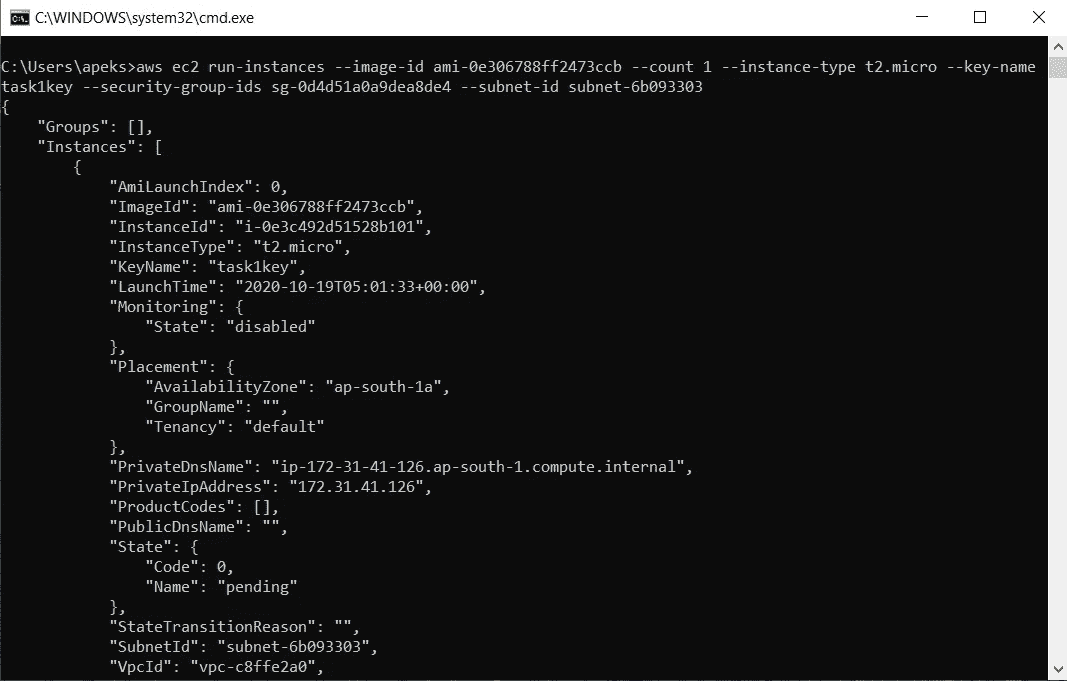 C:\WINDOWS\system32\cmd.exe
C:\Users\apeks>aws ec2 run-instances --image-id ami-0e306788ff2473ccb --count 1 --instance-type t2.micro --key-name
task1key --security-group-ids sg-0d4d51a0a9dea8de4 --subnet-id subnet-6b093303
{
    "Groups": [],
    "Instances": [
        {
            "AmiLaunchIndex": 0,
            "ImageId": "ami-0e306788ff2473ccb",
            "InstanceId": "i-0e3c492d51528b101",
            "InstanceType": "t2.micro",
            "KeyName": "task1key",
            "LaunchTime": "2020-10-19T05:01:33+00:00",
            "Monitoring": {
                "State": "disabled"
            },
            "Placement": {
                "AvailabilityZone": "ap-south-1a",
                "GroupName": "",
                "Tenancy": "default"
            },
            "PrivateDnsName": "ip-172-31-41-126.ap-south-1.compute.internal",
            "PrivateIpAddress": "172.31.41.126",
            "ProductCodes": [],
            "PublicDnsName": "",
            "State": {
                "Code": 0,
                "Name": "pending"
            },
            "StateTransitionReason": "",
            "SubnetId": "subnet-6b093303",
            "VpcId": "vpc-c8ffe2a0",